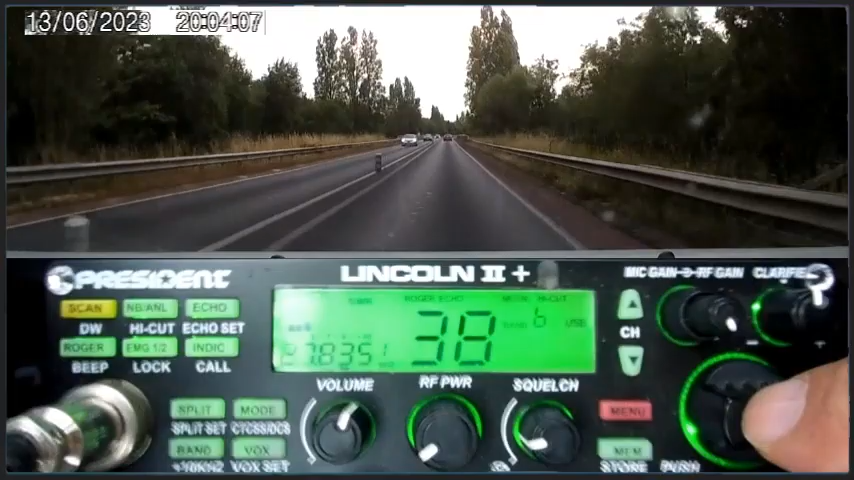 13/06/2023 20:04:07
PRESIDENT LINCOLN II + MIC GAIN RF GAIN CLARIFIER
SCAN NB/ANL ECHO
DW HI-CUT ECHO SET
ROGER EMG 1/2 INDIC
BEEP LOCK CALL
ROGER ECHO HI-CUT
38 BAND 6 USB
CH
VOLUME RF PWR SQUELCH
SPLIT MODE
SPLIT SET CTCSS/DCS
BAND VOX
+10KHZ VOX SET
MENU
MEM
STORE PUSH